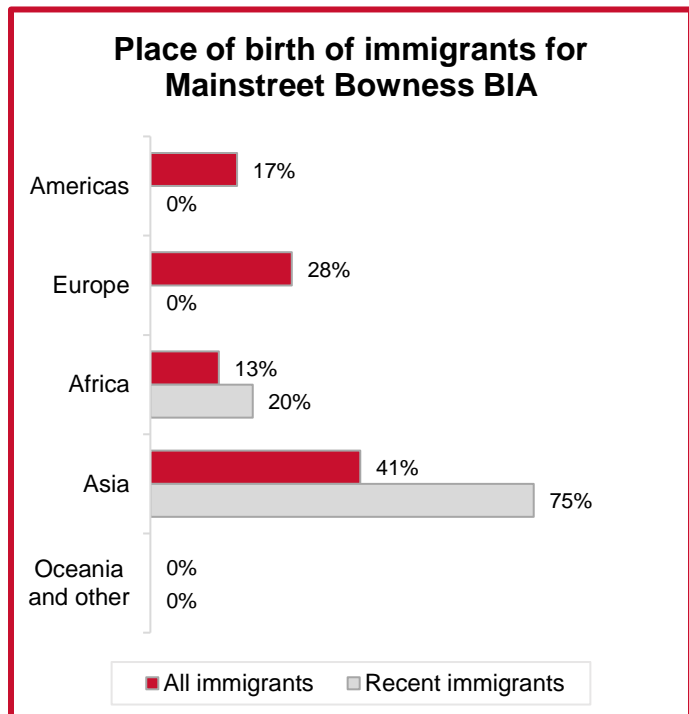 Place of birth of immigrants for
Mainstreet Bowness BIA
Americas
17%
0%
Europe
28%
0%
Africa
13%
20%
Asia
41%
75%
Oceania
and other
0%
0%
All immigrants
Recent immigrants